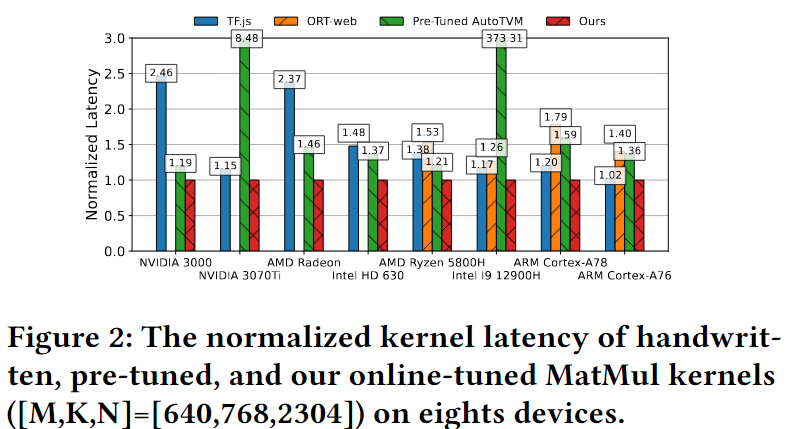 TF.js ORT-web Pre-Tuned AutoTVM Ours
Normalized Latency
3.0
2.5
2.0
1.5
1.0
0.5
0.0
2.46 1.19
1.15 8.48
2.37 1.46
1.48 1.37
1.38 1.53 1.21
1.17 1.26 373.31
1.20 1.79 1.59
1.02 1.40 1.36
NVIDIA 3000 AMD Radeon AMD Ryzen 5800H ARM Cortex-A78
NVIDIA 3070Ti Intel HD 630 Intel I9 12900H ARM Cortex-A76
Figure 2: The normalized kernel latency of handwrit-
ten, pre-tuned, and our online-tuned MatMul kernels
([M,K,N]=[640,768,2304]) on eights devices.